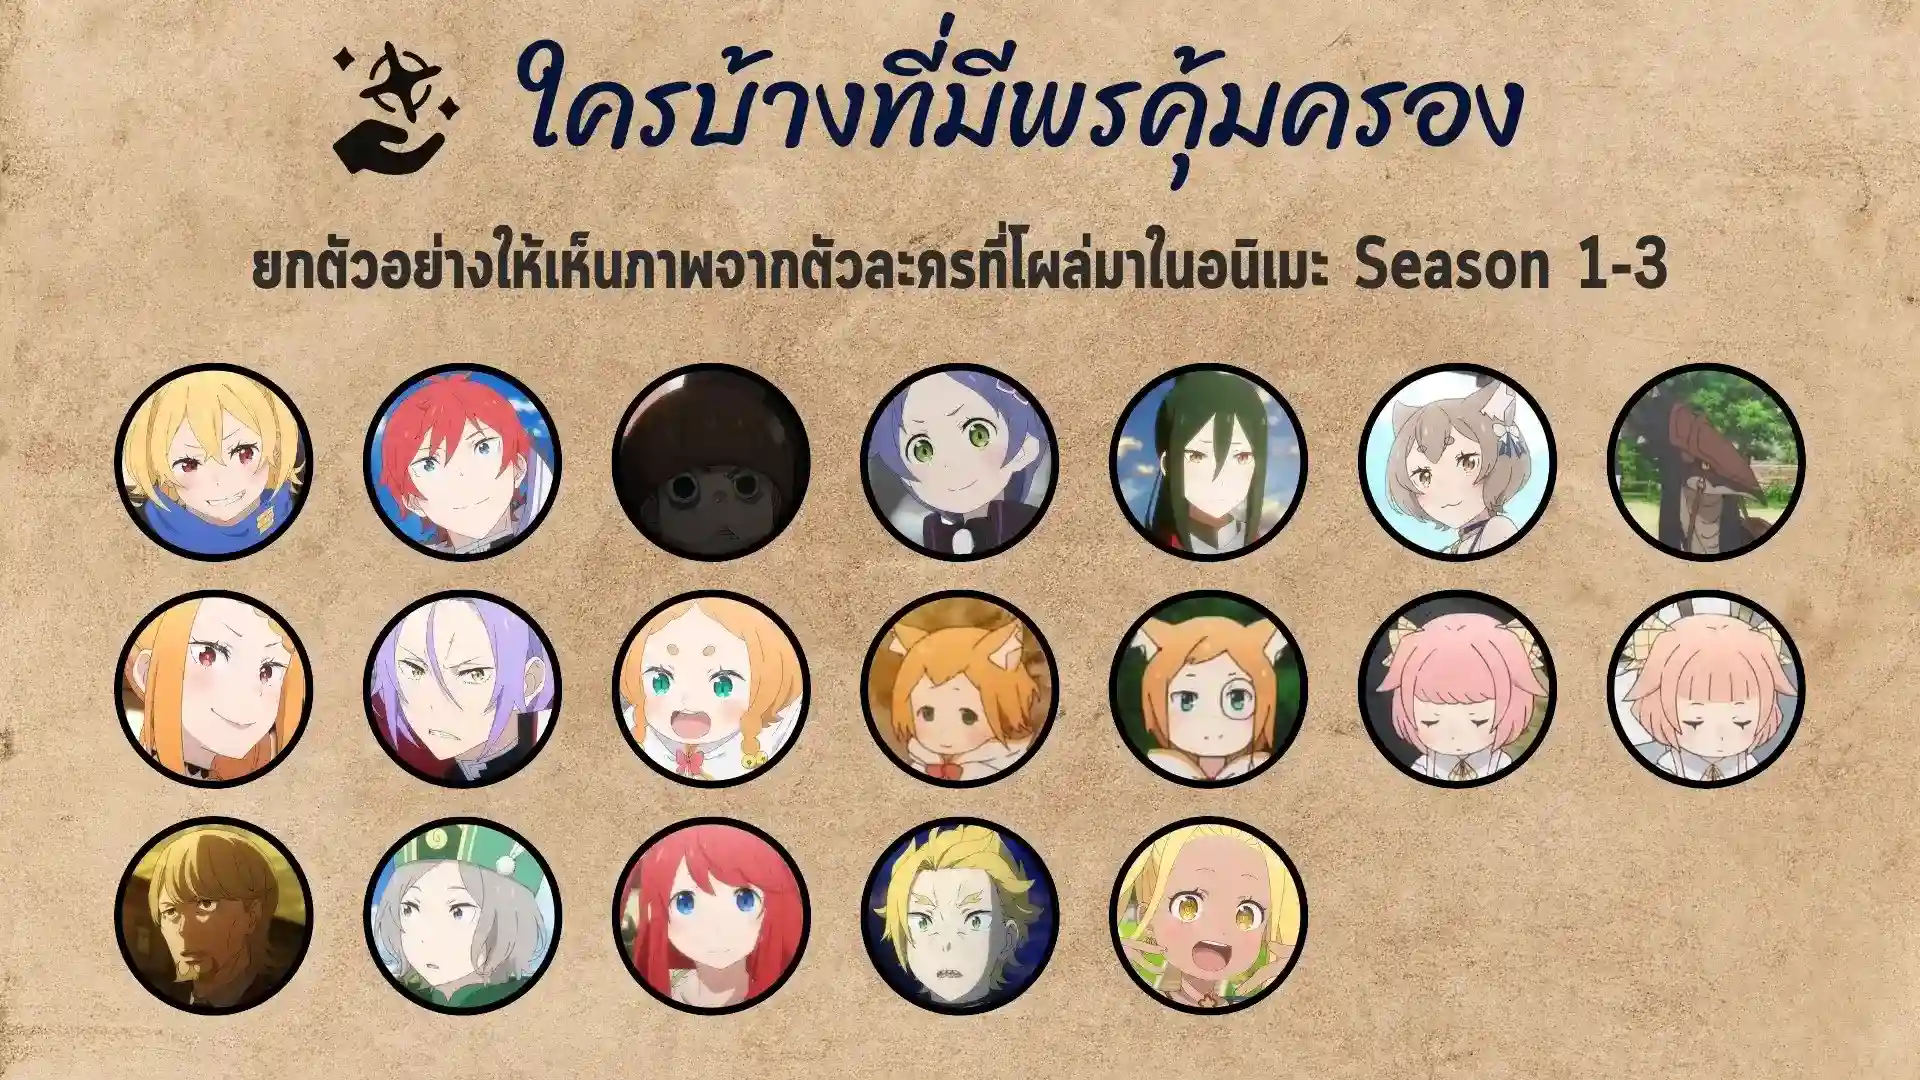 ใครบ้างที่มีพรคุ้มครอง
ยกตัวอย่างให้เห็นภาพจากตัวละครที่โผล่มาในอนิเมะ Season 1-3